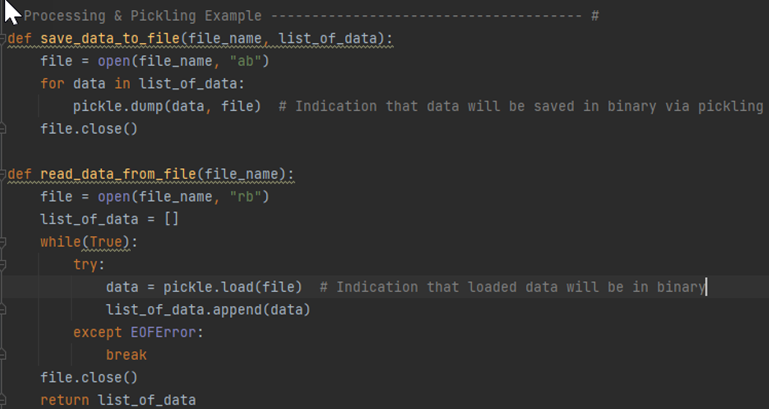 Processing & Pickling Example -------------------------------------- #
def save_data_to_file(file_name, list_of_data):
    file = open(file_name, "ab")
    for data in list_of_data:
        pickle.dump(data, file)  # Indication that data will be saved in binary via pickling
    file.close()

def read_data_from_file(file_name):
    file = open(file_name, "rb")
    list_of_data = []
    while(True):
        try:
            data = pickle.load(file)  # Indication that loaded data will be in binary
            list_of_data.append(data)
        except EOFError:
            break
    file.close()
    return list_of_data